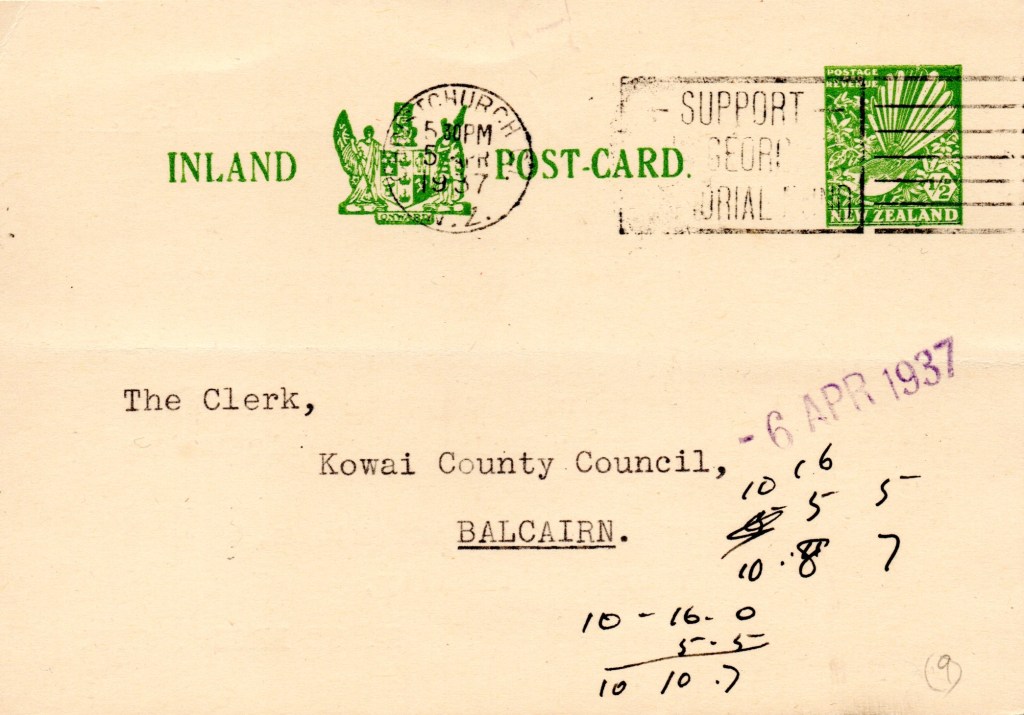 INLAND POST-CARD.
ONWARD
CHURCH
5 30PM
5
1937
N.Z.
- SUPPORT -
POSTAGE
REVENUE
1/2
NEW ZEALAND
The Clerk,
Kowai County Council,
BALCAIRN.
- 6 APR 1937
10 16
5 5
10 . 8 7
10 - 16. 0
5. 5
10 10 .7
(9)